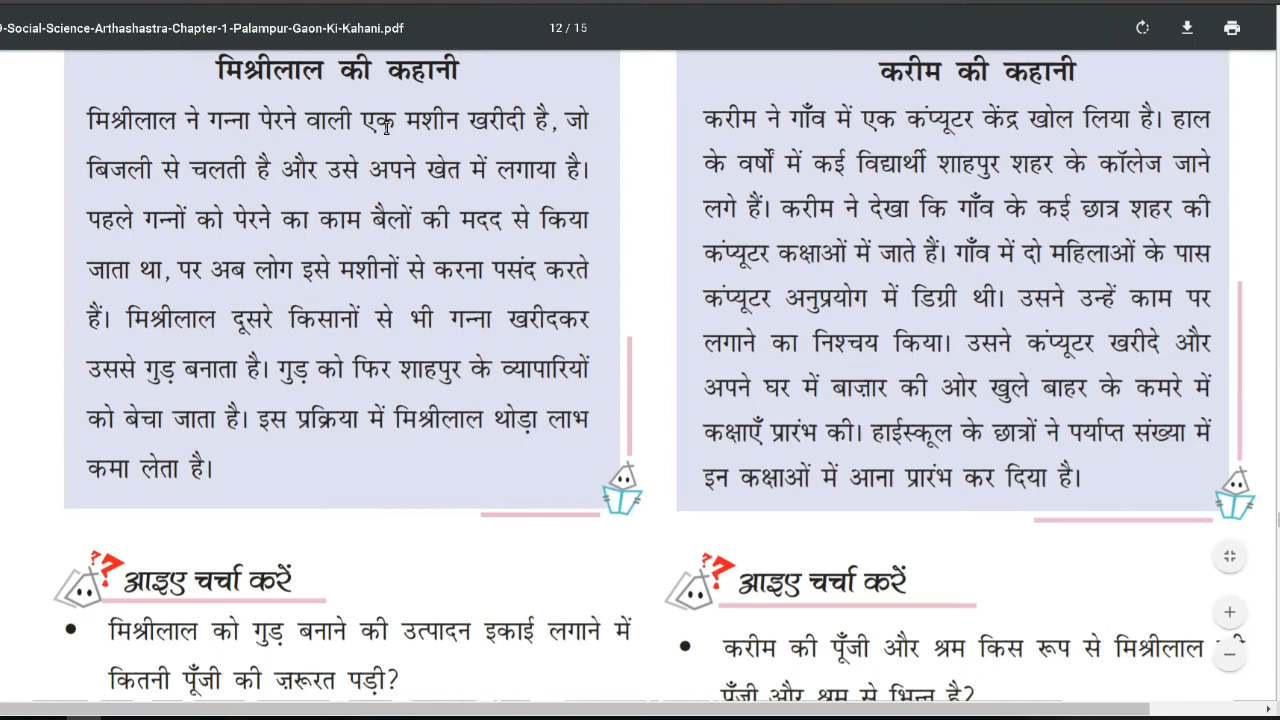 9-Social-Science-Arthashastra-Chapter-1-Palampur-Gaon-Ki-Kahani.pdf
12 / 15
मिश्रीलाल की कहानी
मिश्रीलाल ने गन्ना पेरने वाली एक मशीन खरीदी है, जो
बिजली से चलती है और उसे अपने खेत में लगाया है।
पहले गन्नों को पेरने का काम बैलों की मदद से किया
जाता था, पर अब लोग इसे मशीनों से करना पसंद करते
हैं। मिश्रीलाल दूसरे किसानों से भी गन्ना खरीदकर
उससे गुड़ बनाता है। गुड़ को फिर शाहपुर के व्यापारियों
को बेचा जाता है। इस प्रक्रिया में मिश्रीलाल थोड़ा लाभ
कमा लेता है।
आइए चर्चा करें
• मिश्रीलाल को गुड़ बनाने की उत्पादन इकाई लगाने में
कितनी पूँजी की ज़रूरत पड़ी?
करीम की कहानी
करीम ने गाँव में एक कंप्यूटर केंद्र खोल लिया है। हाल
के वर्षों में कई विद्यार्थी शाहपुर शहर के कॉलेज जाने
लगे हैं। करीम ने देखा कि गाँव के कई छात्र शहर की
कंप्यूटर कक्षाओं में जाते हैं। गाँव में दो महिलाओं के पास
कंप्यूटर अनुप्रयोग में डिग्री थी। उसने उन्हें काम पर
लगाने का निश्चय किया। उसने कंप्यूटर खरीदे और
अपने घर में बाज़ार की ओर खुले बाहर के कमरे में
कक्षाएँ प्रारंभ की। हाईस्कूल के छात्रों ने पर्याप्त संख्या में
इन कक्षाओं में आना प्रारंभ कर दिया है।
आइए चर्चा करें
• करीम की पूँजी और श्रम किस रूप से मिश्रीलाल की
पूँजी और श्रम से भिन्न है?